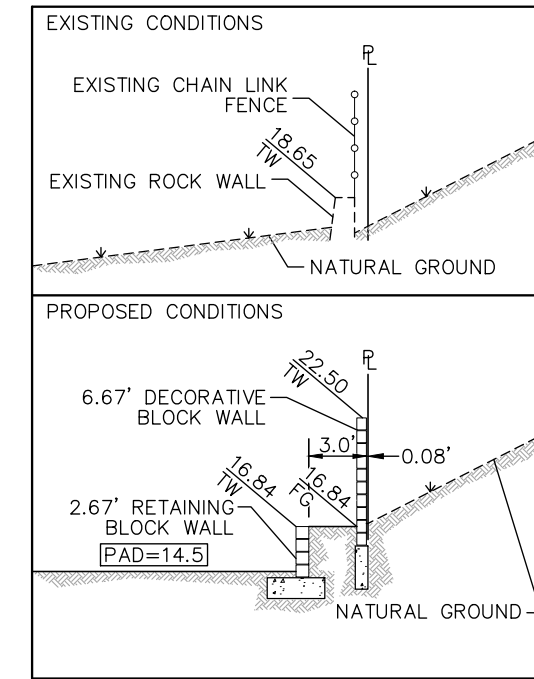 EXISTING CONDITIONS
℄
EXISTING CHAIN LINK
FENCE
18.65
TW
EXISTING ROCK WALL
NATURAL GROUND
PROPOSED CONDITIONS
22.50
TW
℄
6.67' DECORATIVE
BLOCK WALL
3.0'
0.08'
16.84
TW
16.84
FG
2.67' RETAINING
BLOCK WALL
PAD=14.5
NATURAL GROUND